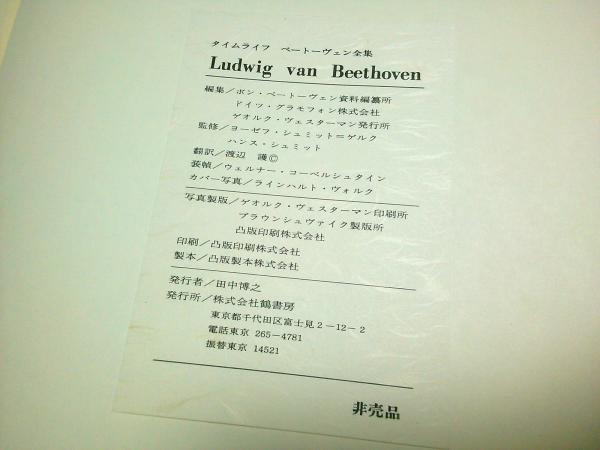 タイムライフ ベートーヴェン全集
Ludwig van Beethoven
編集／ボン・ベートーヴェン資料編纂所
ドイツ・グラモフォン株式会社
ゲオルク・ヴェスターマン発行所
監修／ヨーゼフ・シュミット＝ゲルク
ハンス・シュミット
翻訳／渡辺 護©
装幀／ウェルナー・コーベルシュタイン
カバー写真／ラインハルト・ヴォルク
写真製版／ゲオルク・ヴェスターマン印刷所
ブラウンシュヴァイク製版所
凸版印刷株式会社
印刷／凸版印刷株式会社
製本／凸版製本株式会社
発行者／田中博之
発行所／株式会社鶴書房
東京都千代田区富士見2－12－2
電話東京 265－4781
振替東京 14521
非売品